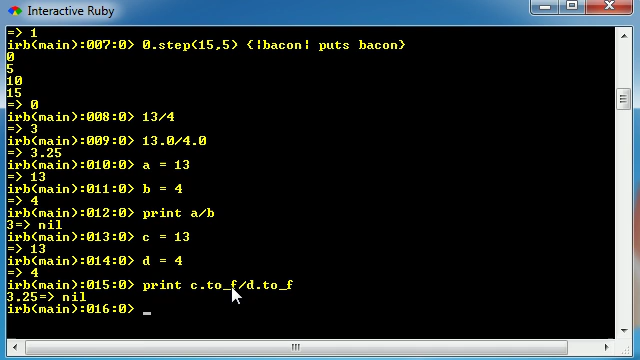 Interactive Ruby
=> 1
irb(main):007:0> 0.step(15,5) {|bacon| puts bacon}
0
5
10
15
=> 0
irb(main):008:0> 13/4
=> 3
irb(main):009:0> 13.0/4.0
=> 3.25
irb(main):010:0> a = 13
=> 13
irb(main):011:0> b = 4
=> 4
irb(main):012:0> print a/b
3=> nil
irb(main):013:0> c = 13
=> 13
irb(main):014:0> d = 4
=> 4
irb(main):015:0> print c.to_f/d.to_f
3.25=> nil
irb(main):016:0> _